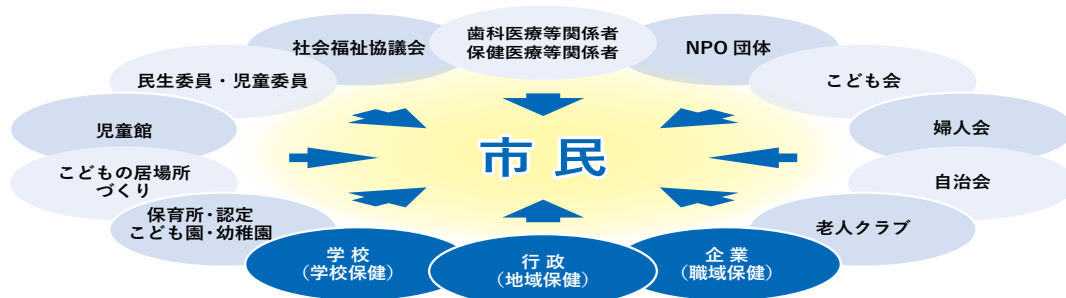 歯科医療等関係者
保健医療等関係者
社会福祉協議会
NPO 団体
民生委員・児童委員
こども会
児童館
婦人会
市民
こどもの居場所
づくり
自治会
保育所・認定
こども園・幼稚園
老人クラブ
学 校
（学校保健）
行 政
（地域保健）
企 業
（職域保健）